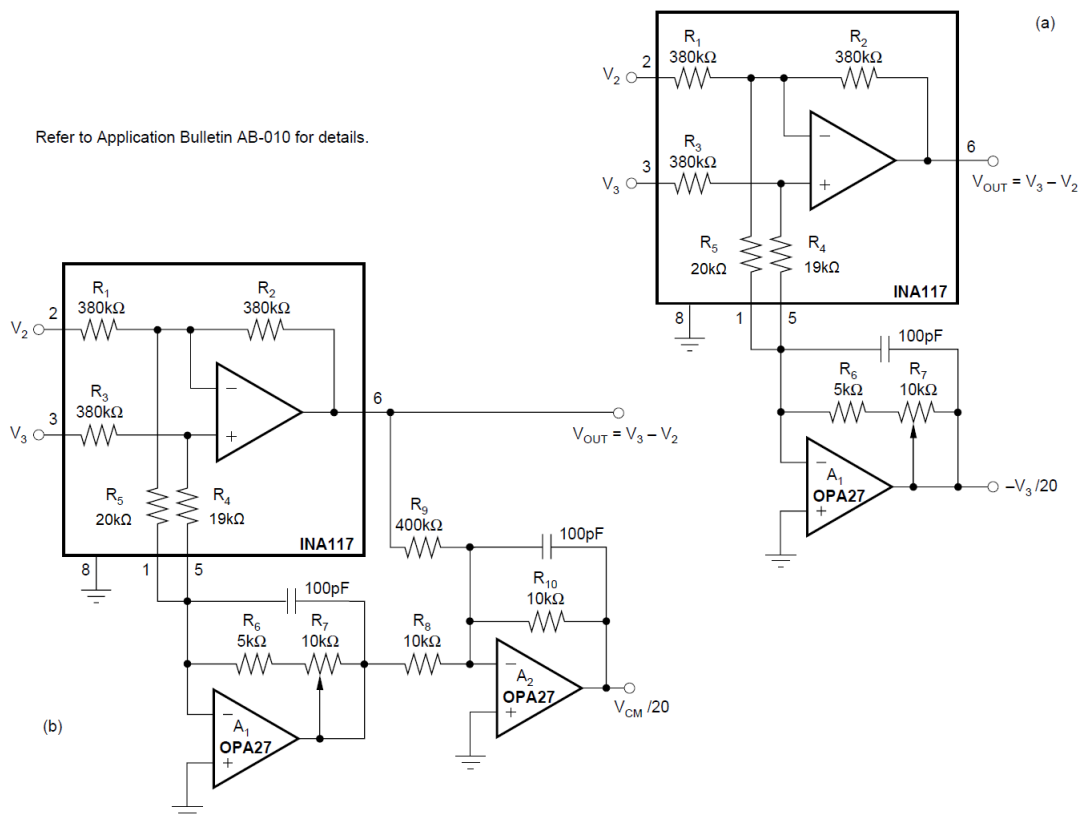 (a)
R1
380kΩ
R2
380kΩ
2
V2
R3
380kΩ
3
V3
–
+
6
VOUT = V3 – V2
R5
20kΩ
R4
19kΩ
INA117
8
1
5
100pF
R6
5kΩ
R7
10kΩ
–
A1
OPA27
+
–V3 /20
Refer to Application Bulletin AB-010 for details.
R1
380kΩ
R2
380kΩ
2
V2
R3
380kΩ
3
V3
–
+
6
VOUT = V3 – V2
R5
20kΩ
R4
19kΩ
INA117
8
1
5
R9
400kΩ
100pF
100pF
R6
5kΩ
R7
10kΩ
R8
10kΩ
R10
10kΩ
–
A1
OPA27
+
–
A2
OPA27
+
VCM /20
(b)